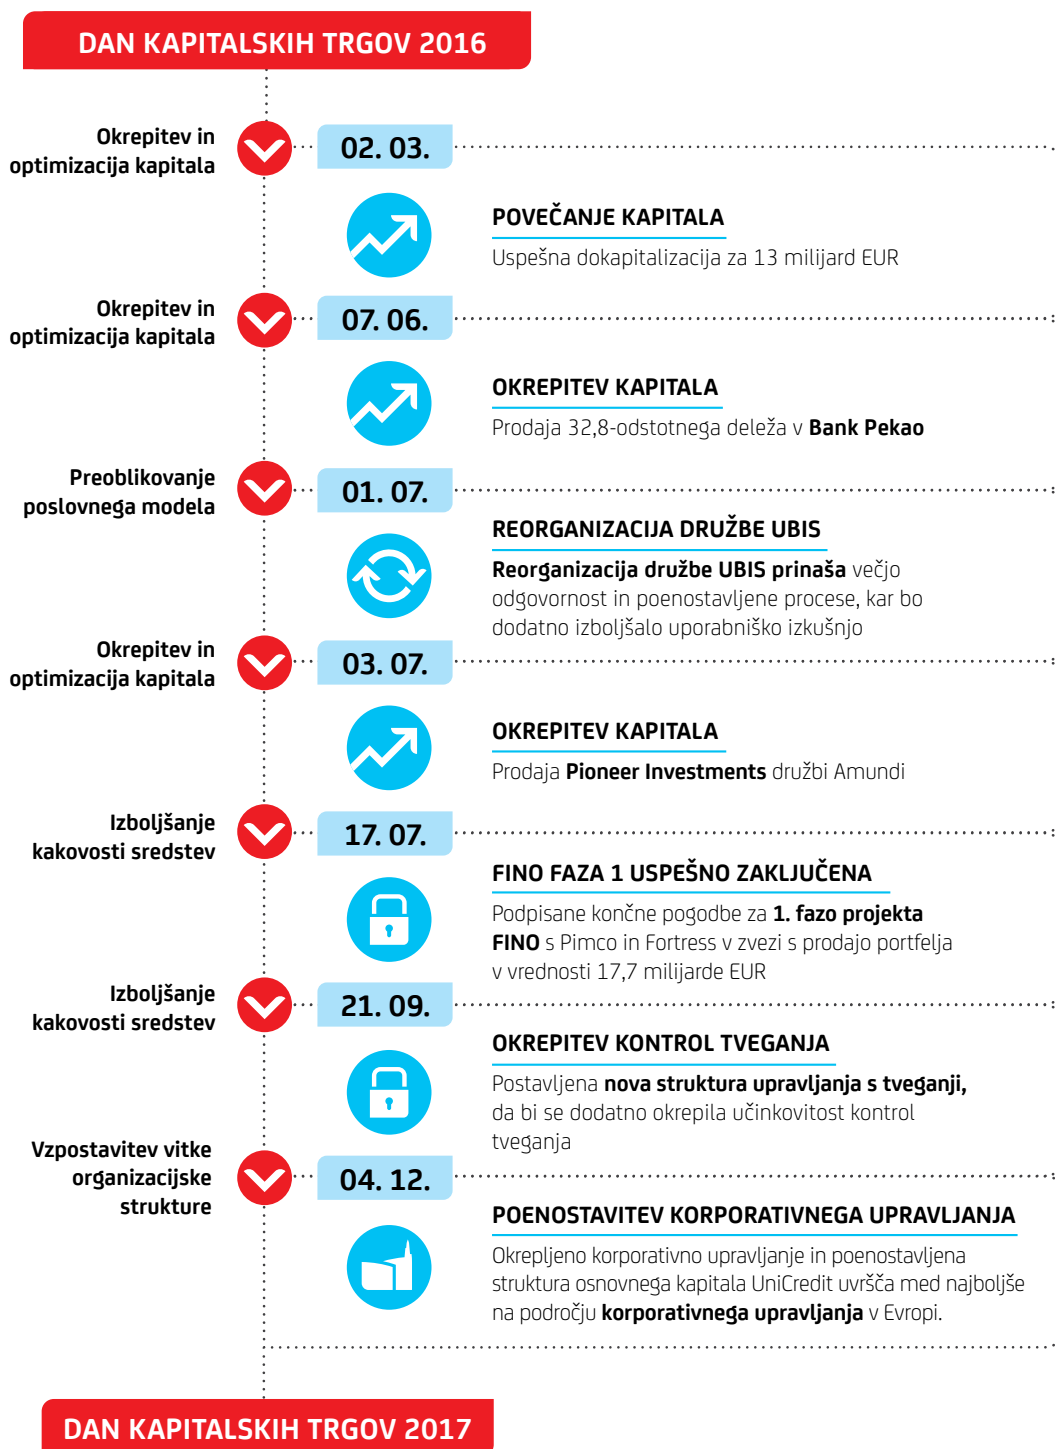 DAN KAPITALSKIH TRGOV 2016
Okrepitev in
optimizacija kapitala
02. 03.
POVEČANJE KAPITALA
Uspešna dokapitalizacija za 13 milijard EUR
Okrepitev in
optimizacija kapitala
07. 06.
OKREPITEV KAPITALA
Prodaja 32,8-odstotnega deleža v Bank Pekao
Preoblikovanje
poslovnega modela
01. 07.
REORGANIZACIJA DRUŽBE UBIS
Reorganizacija družbe UBIS prinaša večjo
odgovornost in poenostavljene procese, kar bo
dodatno izboljšalo uporabniško izkušnjo
Okrepitev in
optimizacija kapitala
03. 07.
OKREPITEV KAPITALA
Prodaja Pioneer Investments družbi Amundi
Izboljšanje
kakovosti sredstev
17. 07.
FINO FAZA 1 USPEŠNO ZAKLJUČENA
Podpisane končne pogodbe za 1. fazo projekta
FINO s Pimco in Fortress v zvezi s prodajo portfelja
v vrednosti 17,7 milijarde EUR
Izboljšanje
kakovosti sredstev
21. 09.
OKREPITEV KONTROL TVEGANJA
Postavljena nova struktura upravljanja s tveganji,
da bi se dodatno okrepila učinkovitost kontrol
tveganja
Vzpostavitev vitke
organizacijske
strukture
04. 12.
POENOSTAVITEV KORPORATIVNEGA UPRAVLJANJA
Okrepljeno korporativno upravljanje in poenostavljena
struktura osnovnega kapitala UniCredit uvršča med najboljše
na področju korporativnega upravljanja v Evropi.
DAN KAPITALSKIH TRGOV 2017